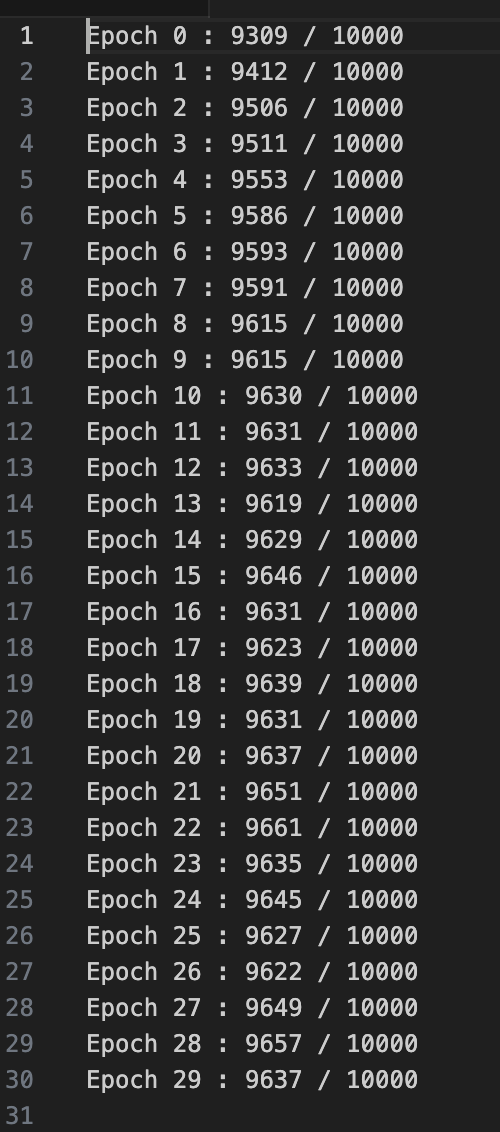 1 Epoch 0 : 9309 / 10000
2 Epoch 1 : 9412 / 10000
3 Epoch 2 : 9506 / 10000
4 Epoch 3 : 9511 / 10000
5 Epoch 4 : 9553 / 10000
6 Epoch 5 : 9586 / 10000
7 Epoch 6 : 9593 / 10000
8 Epoch 7 : 9591 / 10000
9 Epoch 8 : 9615 / 10000
10 Epoch 9 : 9615 / 10000
11 Epoch 10 : 9630 / 10000
12 Epoch 11 : 9631 / 10000
13 Epoch 12 : 9633 / 10000
14 Epoch 13 : 9619 / 10000
15 Epoch 14 : 9629 / 10000
16 Epoch 15 : 9646 / 10000
17 Epoch 16 : 9631 / 10000
18 Epoch 17 : 9623 / 10000
19 Epoch 18 : 9639 / 10000
20 Epoch 19 : 9631 / 10000
21 Epoch 20 : 9637 / 10000
22 Epoch 21 : 9651 / 10000
23 Epoch 22 : 9661 / 10000
24 Epoch 23 : 9635 / 10000
25 Epoch 24 : 9645 / 10000
26 Epoch 25 : 9627 / 10000
27 Epoch 26 : 9622 / 10000
28 Epoch 27 : 9649 / 10000
29 Epoch 28 : 9657 / 10000
30 Epoch 29 : 9637 / 10000
31